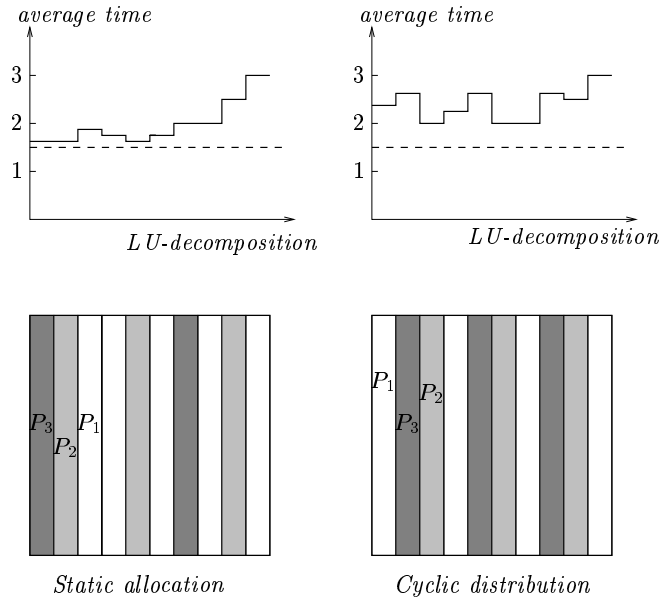 average time
3
2
1
LU-decomposition
average time
3
2
1
LU-decomposition
P3
P2
P1
Static allocation
P1
P3
P2
Cyclic distribution